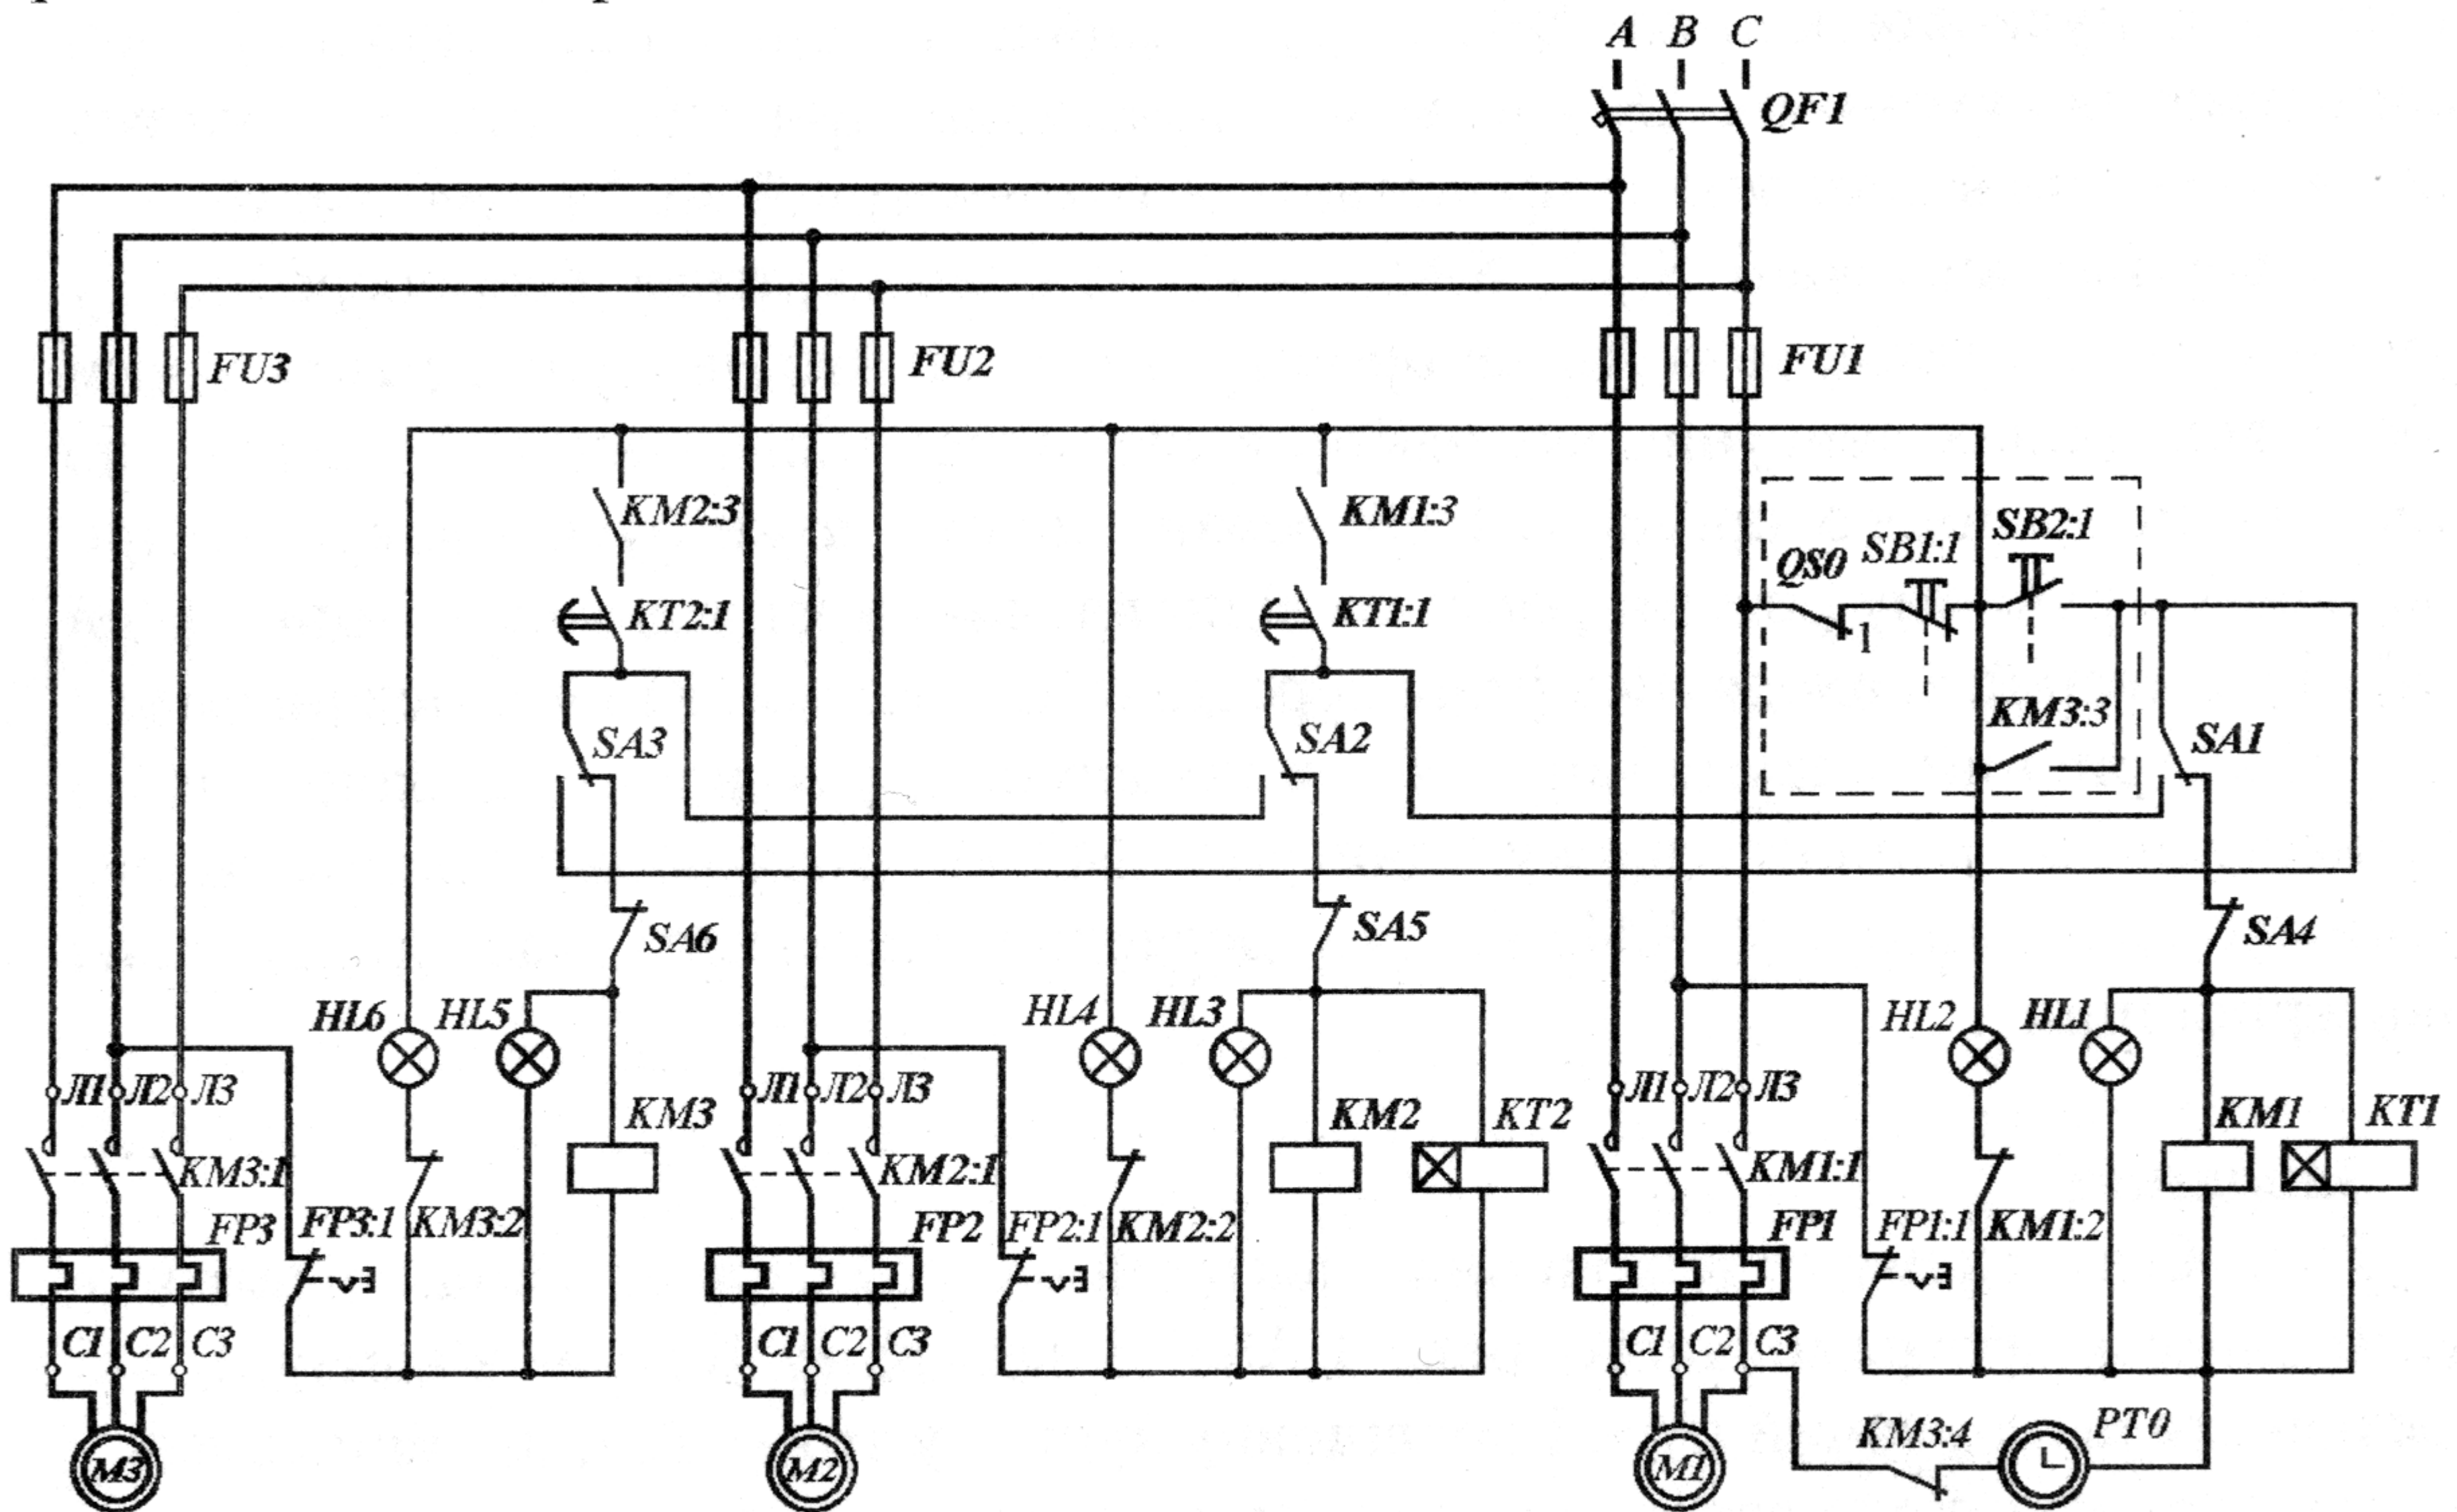 A B C
QF1
FU3 FU2 FU1
KM2:3 KM1:3
SB2:1
QS0 SB1:1
KT2:1 KT1:1
1
KM3:3
SA3 SA2 SA1
SA6 SA5 SA4
HL6 HL5 HL4 HL3 HL2 HL1
Л1 Л2 Л3 KM3 Л1 Л2 Л3 KM2 KT2 Л1 Л2 Л3 KM1 KT1
KM3:1 KM2:1 KM1:1
FP3 FP3:1 KM3:2 FP2 FP2:1 KM2:2 FP1 FP1:1 KM1:2
C1 C2 C3 C1 C2 C3 C1 C2 C3
KM3:4 PT0
M3 M2 M1